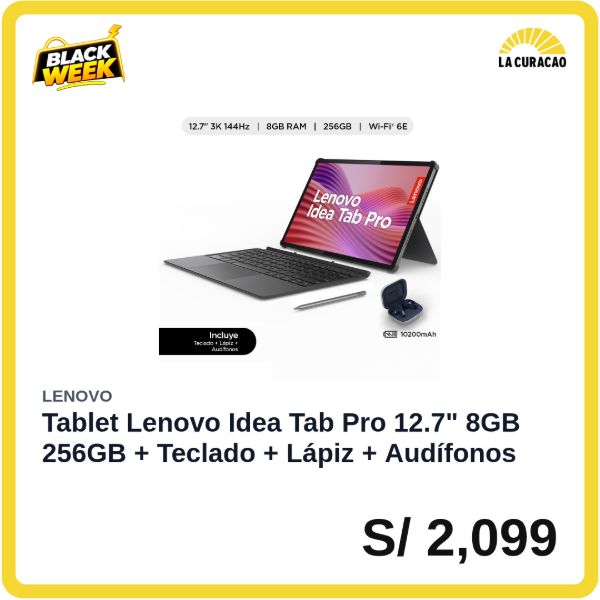 BLACK
WEEK
LA CURACAO
12.7" 3K 144Hz | 8GB RAM | 256GB | Wi-Fi® 6E
Lenovo
Idea Tab Pro
Lenovo
Incluye
Teclado + Lápiz +
Audífonos
10200mAh
LENOVO
Tablet Lenovo Idea Tab Pro 12.7" 8GB
256GB + Teclado + Lápiz + Audífonos
S/ 2,099